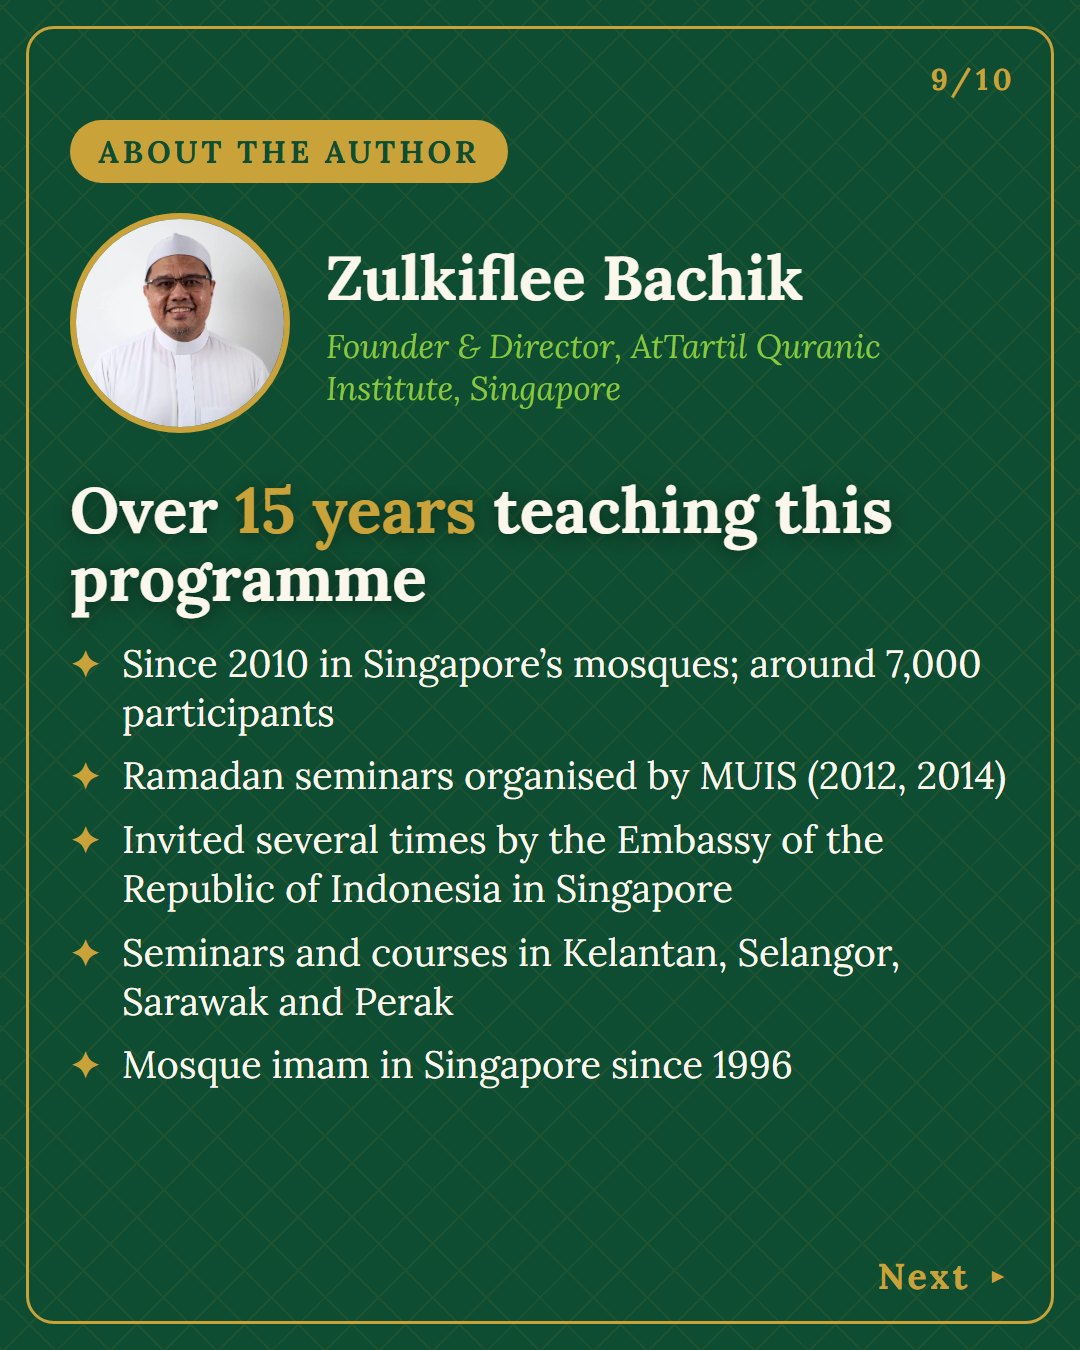 9/10
ABOUT THE AUTHOR
Zulkiflee Bachik
Founder & Director, AtTartil Quranic
Institute, Singapore
Over 15 years teaching this
programme
✦ Since 2010 in Singapore’s mosques; around 7,000
participants
✦ Ramadan seminars organised by MUIS (2012, 2014)
✦ Invited several times by the Embassy of the
Republic of Indonesia in Singapore
✦ Seminars and courses in Kelantan, Selangor,
Sarawak and Perak
✦ Mosque imam in Singapore since 1996
Next ▸